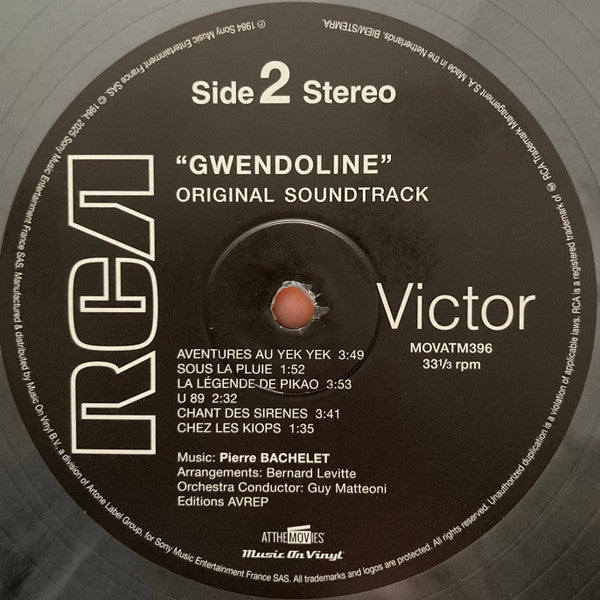 Side 2 Stereo
"GWENDOLINE"
ORIGINAL SOUNDTRACK
RCA
Victor
MOVATM396
33 1/3 rpm
AVENTURES AU YEK YEK 3:49
SOUS LA PLUIE 1:52
LA LÉGENDE DE PIKAO 3:53
U 89 2:32
CHANT DES SIRENES 3:41
CHEZ LES KIOPS 1:35
Music: Pierre BACHELET
Arrangements: Bernard Levitte
Orchestra Conductor: Guy Matteoni
Editions AVREP
ATTHEMOVIES'
Music On Vinyl®
℗ 1984 Sony Music Entertainment France SAS. © 1984, 2025 Sony Music Entertainment France SAS. Manufactured & distributed by Music On Vinyl B.V., a division of Artone Label Group, for Sony Music Entertainment France SAS. All trademarks and logos are protected. All rights reserved. Unauthorized duplication is a violation of applicable laws. RCA is a registered trademark of ® RCA Trademark Management S.A. Made in the Netherlands. BIEM/STEMRA.